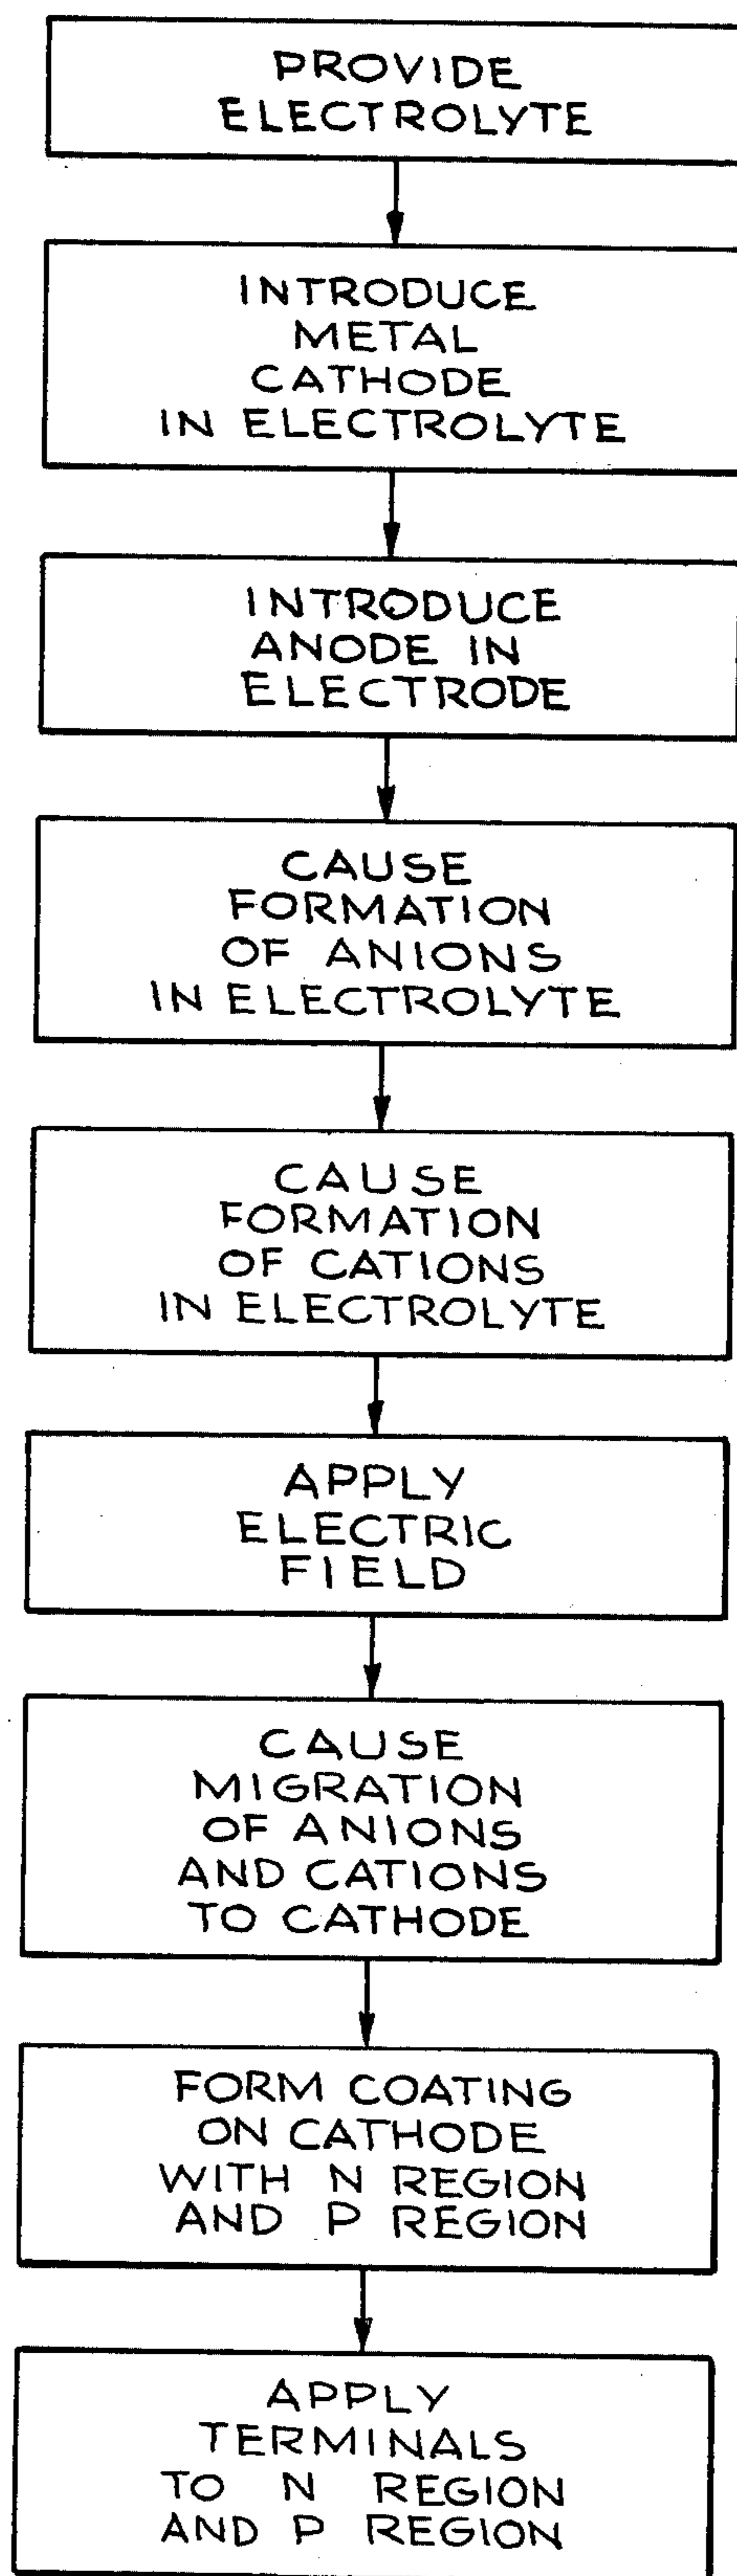 PROVIDE
ELECTROLYTE
INTRODUCE
METAL
CATHODE
IN ELECTROLYTE
INTRODUCE
ANODE IN
ELECTRODE
CAUSE
FORMATION
OF ANIONS
IN ELECTROLYTE
CAUSE
FORMATION
OF CATIONS
IN ELECTROLYTE
APPLY
ELECTRIC
FIELD
CAUSE
MIGRATION
OF ANIONS
AND CATIONS
TO CATHODE
FORM COATING
ON CATHODE
WITH N REGION
AND P REGION
APPLY
TERMINALS
TO N REGION
AND P REGION